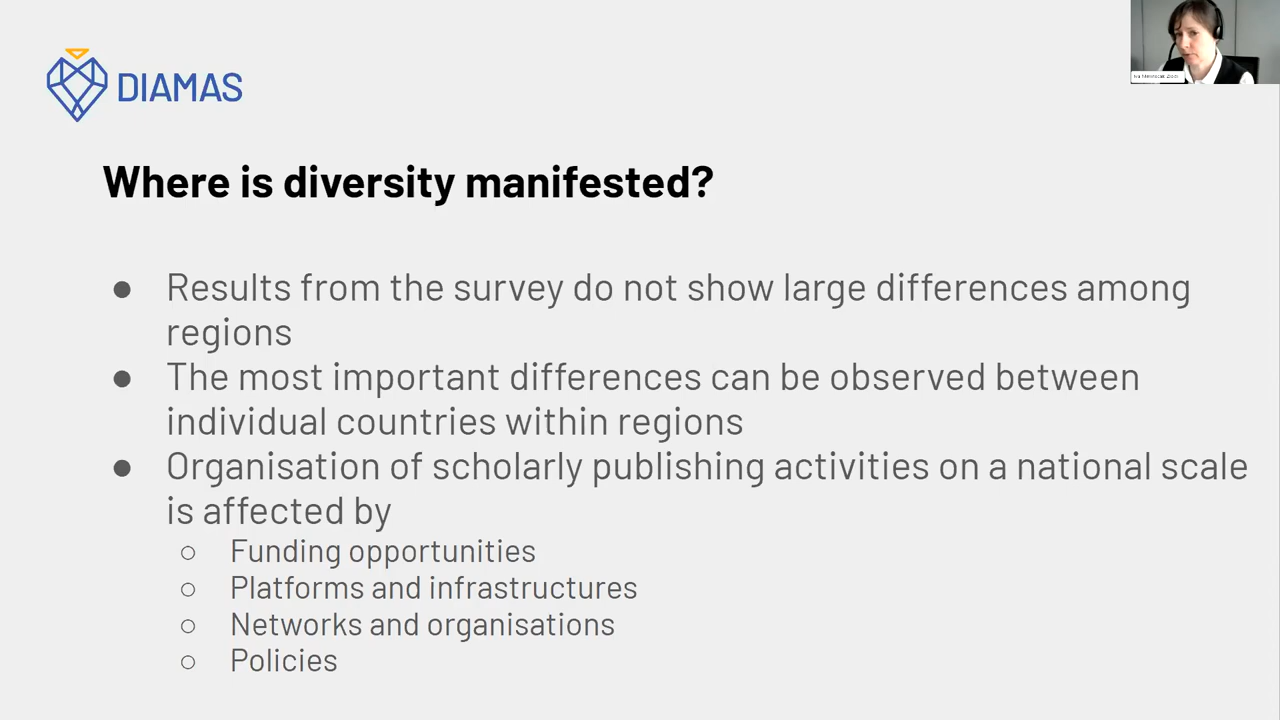 DIAMAS
Where is diversity manifested?
● Results from the survey do not show large differences among
regions
● The most important differences can be observed between
individual countries within regions
● Organisation of scholarly publishing activities on a national scale
is affected by
○ Funding opportunities
○ Platforms and infrastructures
○ Networks and organisations
○ Policies